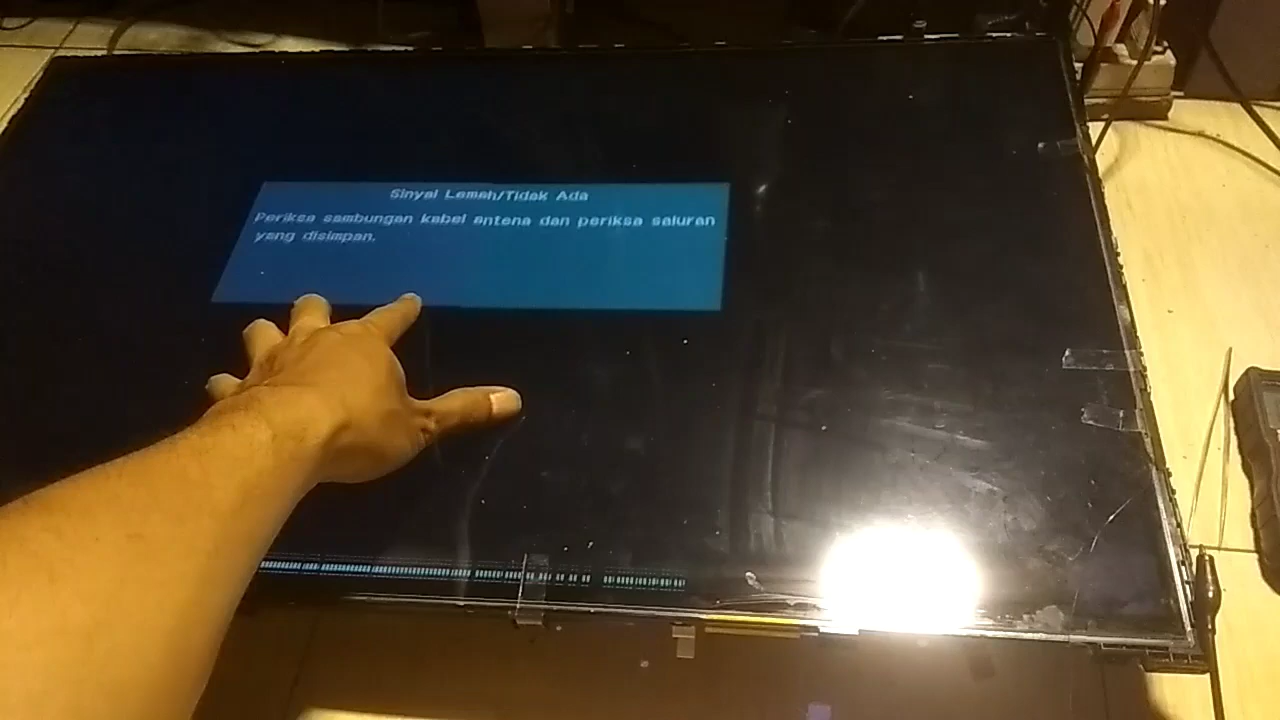 Sinyal Lemah/Tidak Ada
Periksa sambungan kabel antena dan periksa saluran
yang disimpan.